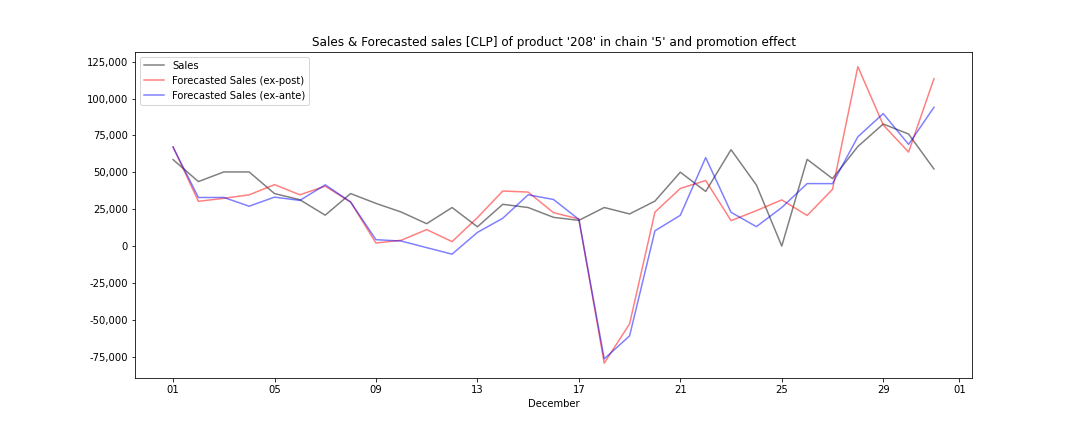 Sales & Forecasted sales [CLP] of product '208' in chain '5' and promotion effect
Sales
Forecasted Sales (ex-post)
Forecasted Sales (ex-ante)
125,000
100,000
75,000
50,000
25,000
0
-25,000
-50,000
-75,000
01 05 09 13 17 21 25 29 01
December